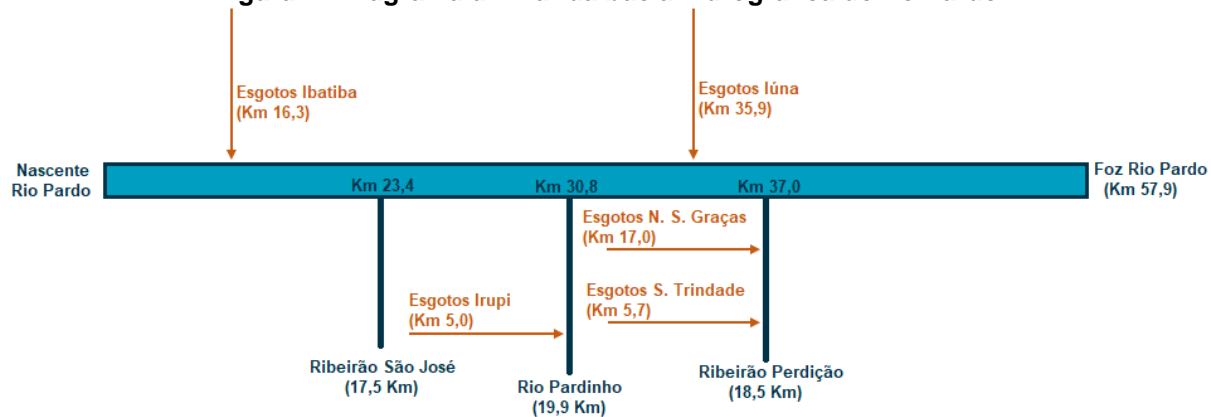 Esgotos Ibatiba
(Km 16,3)
Esgotos Iúna
(Km 35,9)
Nascente
Rio Pardo
Km 23,4
Km 30,8
Km 37,0
Foz Rio Pardo
(Km 57,9)
Esgotos N. S. Graças
(Km 17,0)
Esgotos Irupi
(Km 5,0)
Esgotos S. Trindade
(Km 5,7)
Ribeirão São José
(17,5 Km)
Rio Pardinho
(19,9 Km)
Ribeirão Perdição
(18,5 Km)